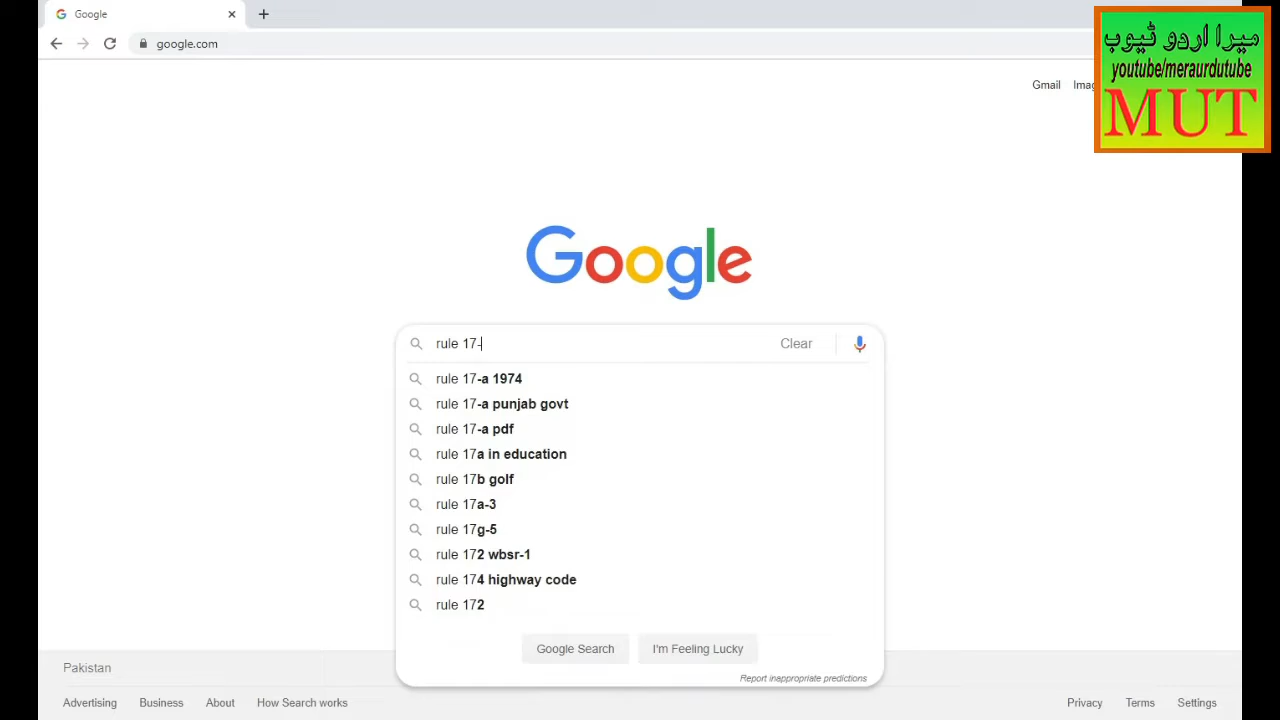 Google
google.com
میرا اردو ٹیوب
youtube/meraurdutube
MUT
Gmail
Imag
Google
rule 17-
Clear
rule 17-a 1974
rule 17-a punjab govt
rule 17-a pdf
rule 17a in education
rule 17b golf
rule 17a-3
rule 17g-5
rule 172 wbsr-1
rule 174 highway code
rule 172
Google Search
I'm Feeling Lucky
Report inappropriate predictions
Pakistan
Advertising
Business
About
How Search works
Privacy
Terms
Settings